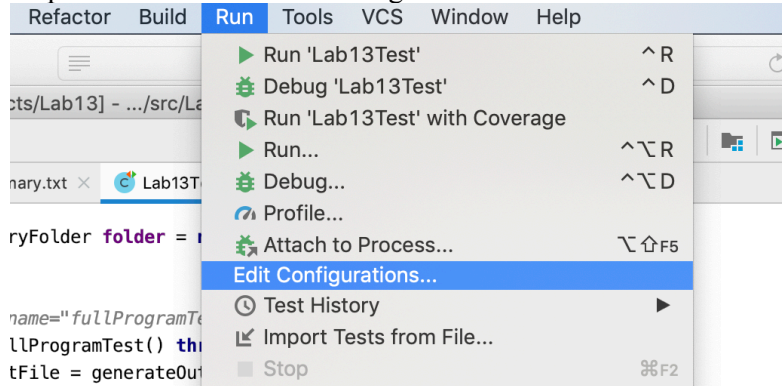 Refactor Build Run Tools VCS Window Help
Run 'Lab13Test' ^R
Debug 'Lab13Test' ^D
cts/Lab13] - .../src/La
Run 'Lab13Test' with Coverage
Run... ^⌥R
nary.txt × Lab13T
Debug... ^⌥D
Profile...
ryFolder folder =
Attach to Process... ⌥⇧F5
Edit Configurations...
name="fullProgramTe
Test History
llProgramTest() thr
Import Tests from File...
tFile = generateOut
Stop ⌘F2